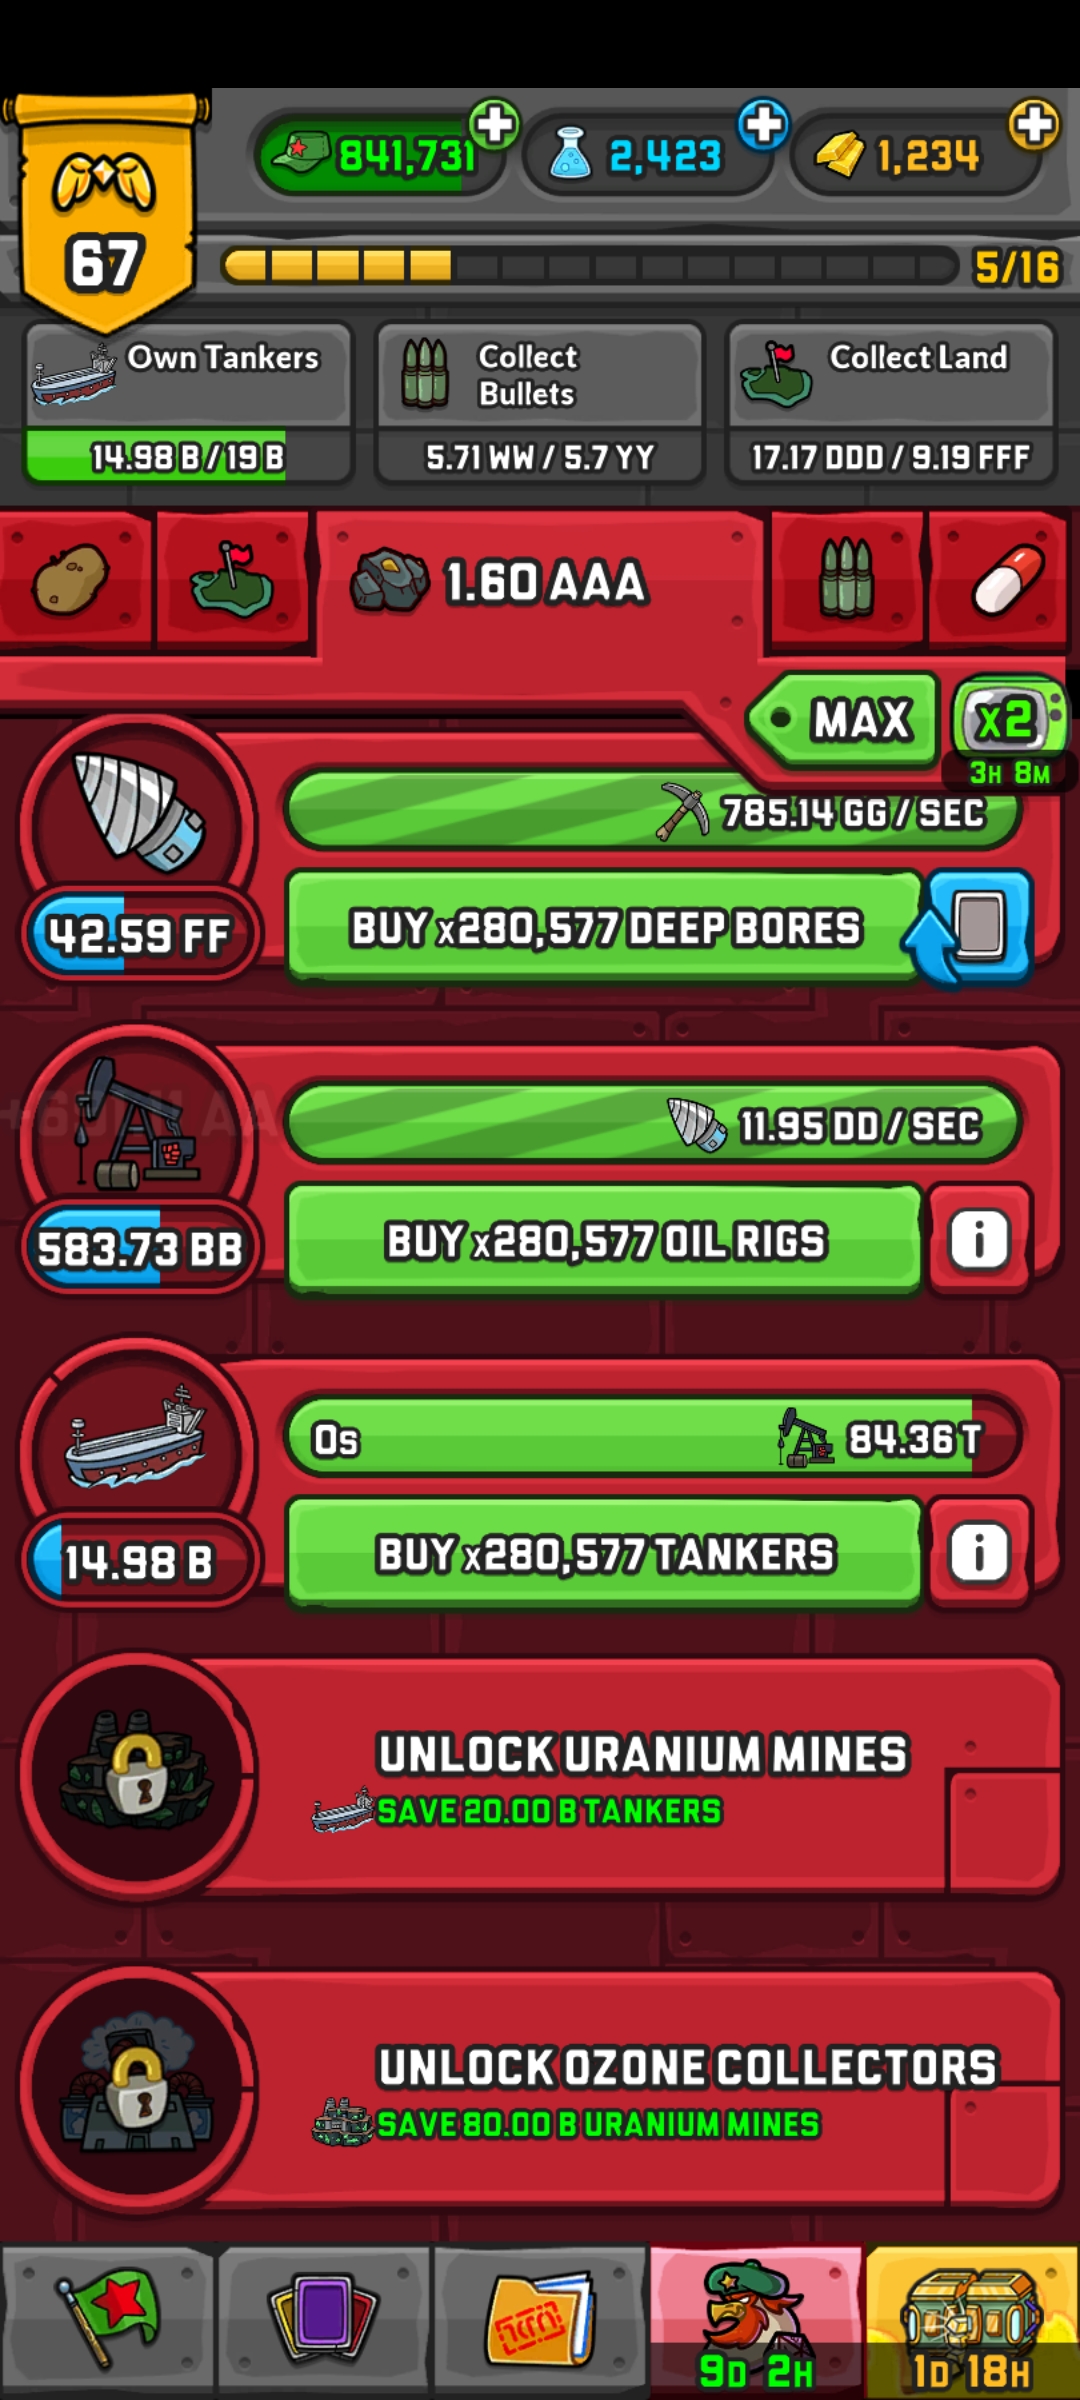 841,731
2,423
1,234
67
5/16
Own Tankers
14.98 B / 19 B
Collect
Bullets
5.71 WW / 5.7 YY
Collect Land
17.17 DDD / 9.19 FFF
1.60 AAA
MAX
x2
3H 8M
785.14 GG / SEC
42.59 FF
BUY x280,577 DEEP BORES
11.95 DD / SEC
583.73 BB
BUY x280,577 OIL RIGS
i
0s
84.36 T
14.98 B
BUY x280,577 TANKERS
i
UNLOCK URANIUM MINES
SAVE 20.00 B TANKERS
UNLOCK OZONE COLLECTORS
SAVE 80.00 B URANIUM MINES
9D 2H
1D 18H